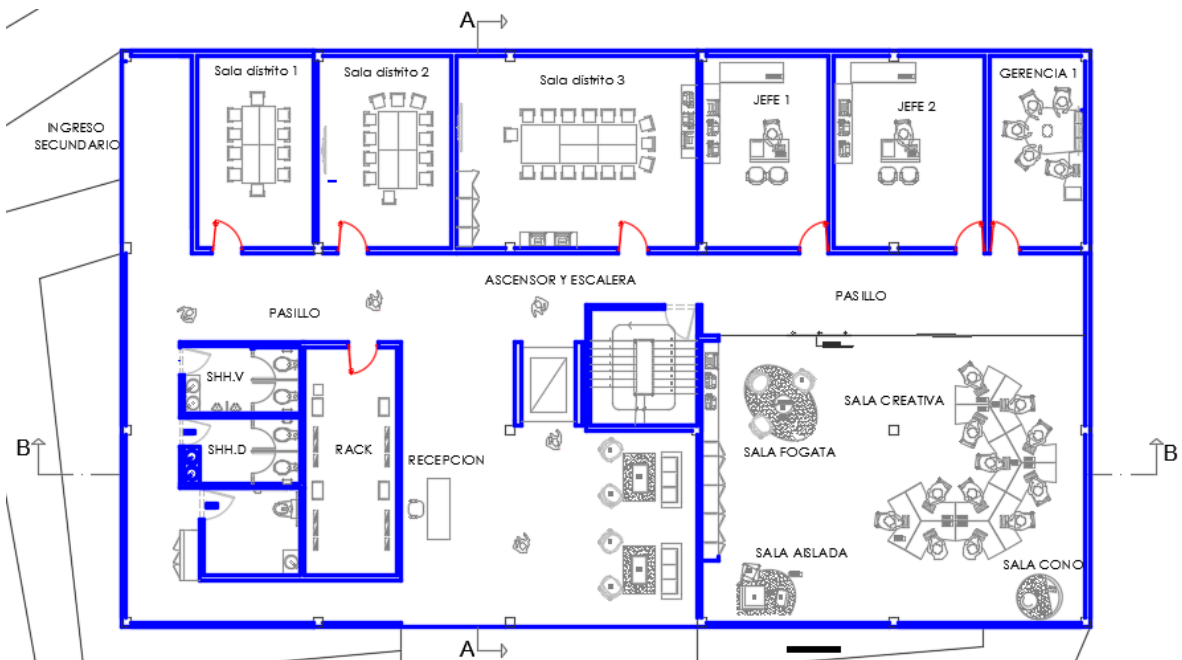 A
Sala distrito 1
Sala distrito 2
Sala distrito 3
JEFE 1
JEFE 2
GERENCIA 1
INGRESO
SECUNDARIO
ASCENSOR Y ESCALERA
PASILLO
PASILLO
SHH.V
SALA CREATIVA
SHH.D
RACK
RECEPCION
SALA FOGATA
B
B
SALA AISLADA
SALA CONO
A